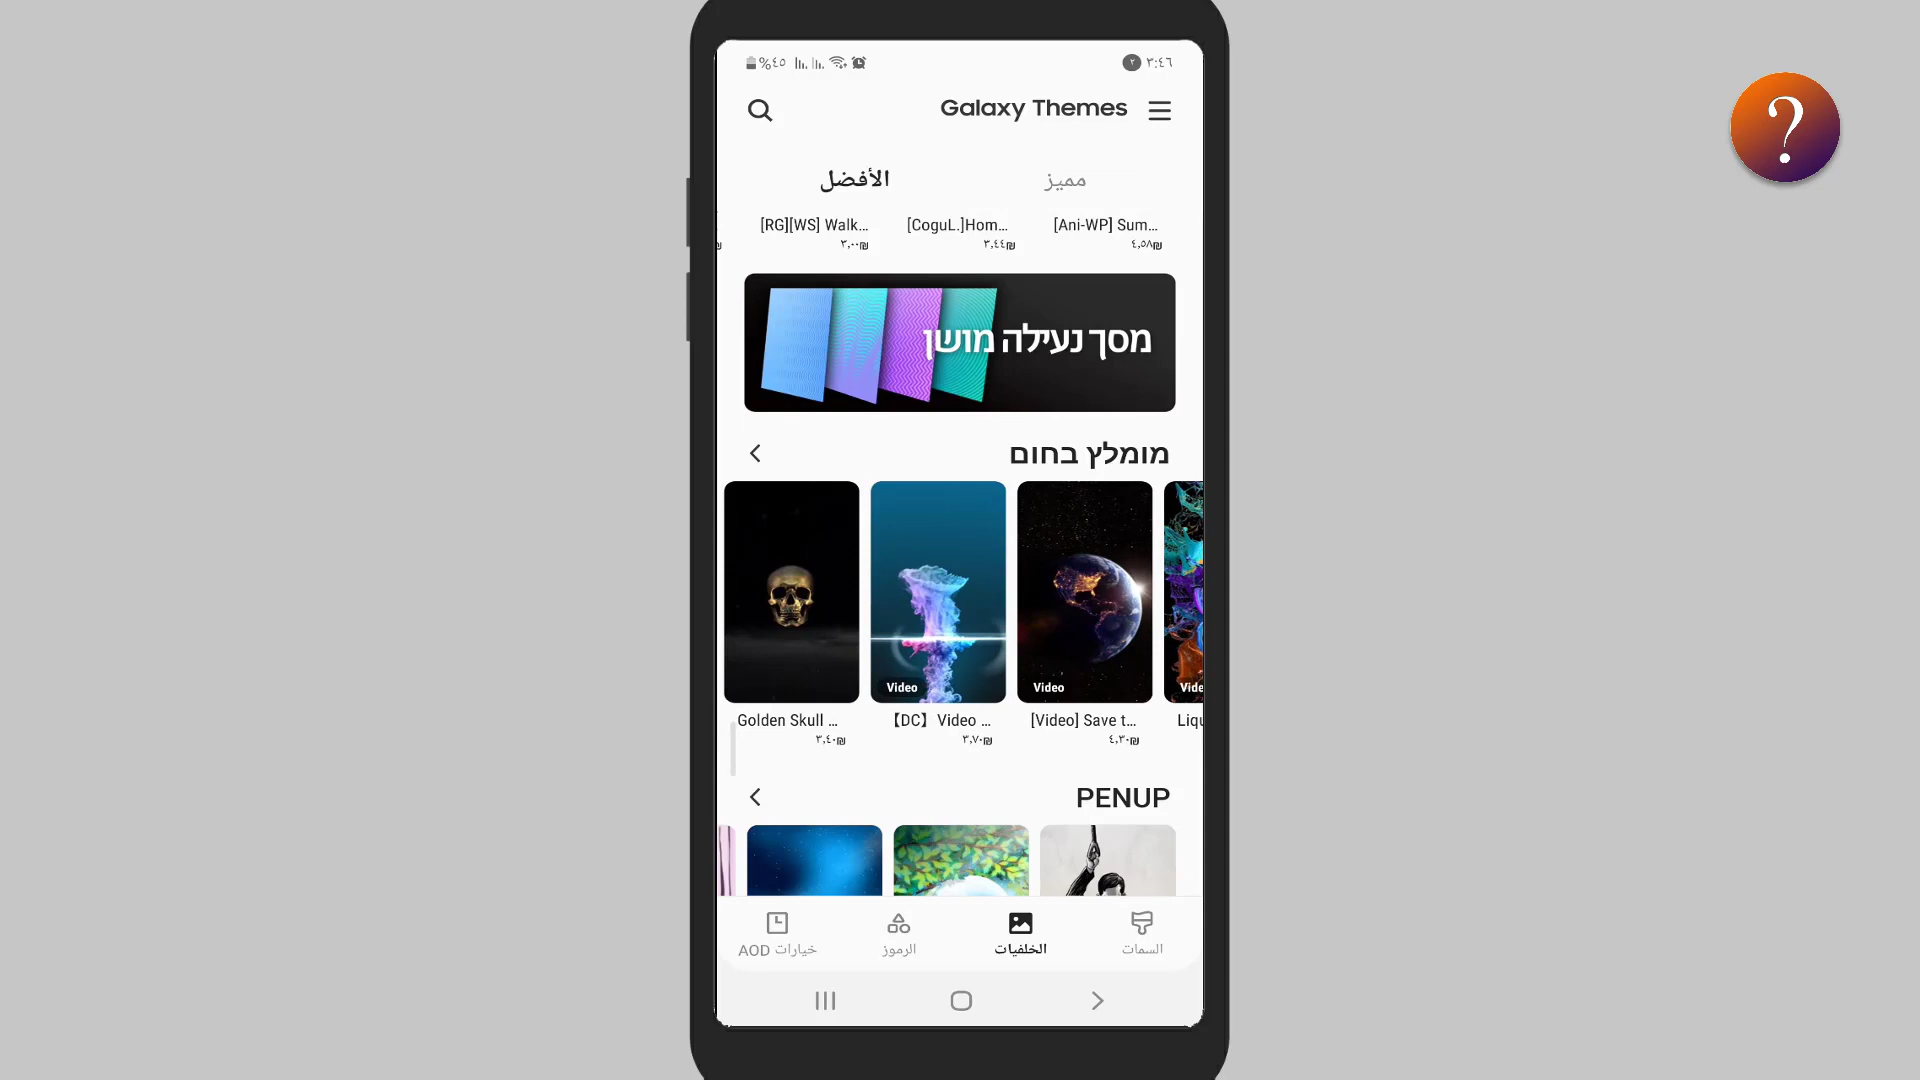 %٤٥
٢
٣:٤٦
Galaxy Themes
مميز
الأفضل
[Ani-WP] Sum...
٤,٥٨₪
[CoguL.]Hom...
٣,٤٤₪
[RG][WS] Walk...
٣,٠٠₪
₪
מסך נעילה מושן
מומלץ בחום
Video
Video
Vide
Liqu
[Video] Save t...
٤,٣٠₪
【DC】Video ...
٣,٧٠₪
Golden Skull ...
٣,٤٠₪
PENUP
السمات
الخلفيات
الرموز
خيارات AOD
?